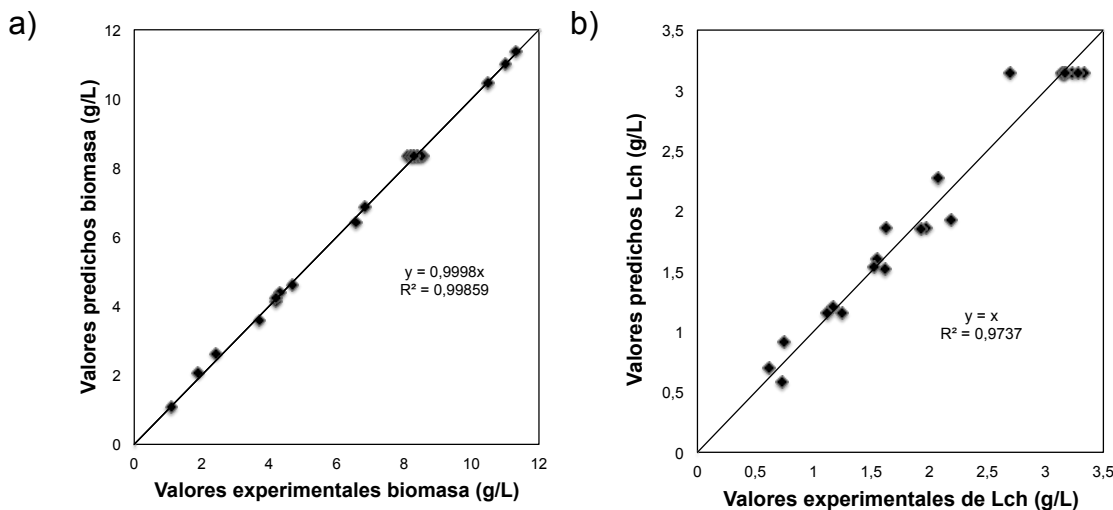 a)
Valores predichos biomasa (g/L)
12
10
8
6
4
2
0
y = 0,9998x
R² = 0,99859
0 2 4 6 8 10 12
Valores experimentales biomasa (g/L)
b)
Valores predichos Lch (g/L)
3,5
3
2,5
2
1,5
1
0,5
0
y = x
R² = 0,9737
0 0,5 1 1,5 2 2,5 3 3,5
Valores experimentales de Lch (g/L)